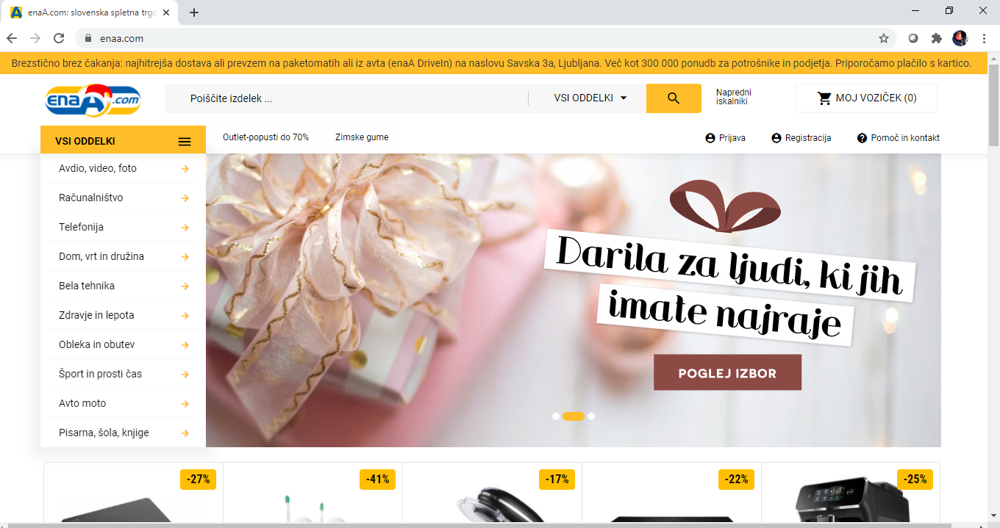 enaA.com: slovenska spletna trgo
enaa.com
Brezstično brez čakanja: najhitrejša dostava ali prevzem na paketomatih ali iz avta (enaA DriveIn) na naslovu Savska 3a, Ljubljana. Več kot 300 000 ponudb za potrošnike in podjetja. Priporočamo plačilo s kartico.
enaA.com
Poiščite izdelek ...
VSI ODDELKI
Napredni
iskalniki
MOJ VOZIČEK (0)
VSI ODDELKI
Outlet-popusti do 70%
Zimske gume
Prijava
Registracija
Pomoč in kontakt
Avdio, video, foto
Računalništvo
Telefonija
Dom, vrt in družina
Bela tehnika
Zdravje in lepota
Obleka in obutev
Šport in prosti čas
Avto moto
Pisarna, šola, knjige
Darila za ljudi, ki jih
imate najraje
POGLEJ IZBOR
-27%
-41%
-17%
-22%
-25%